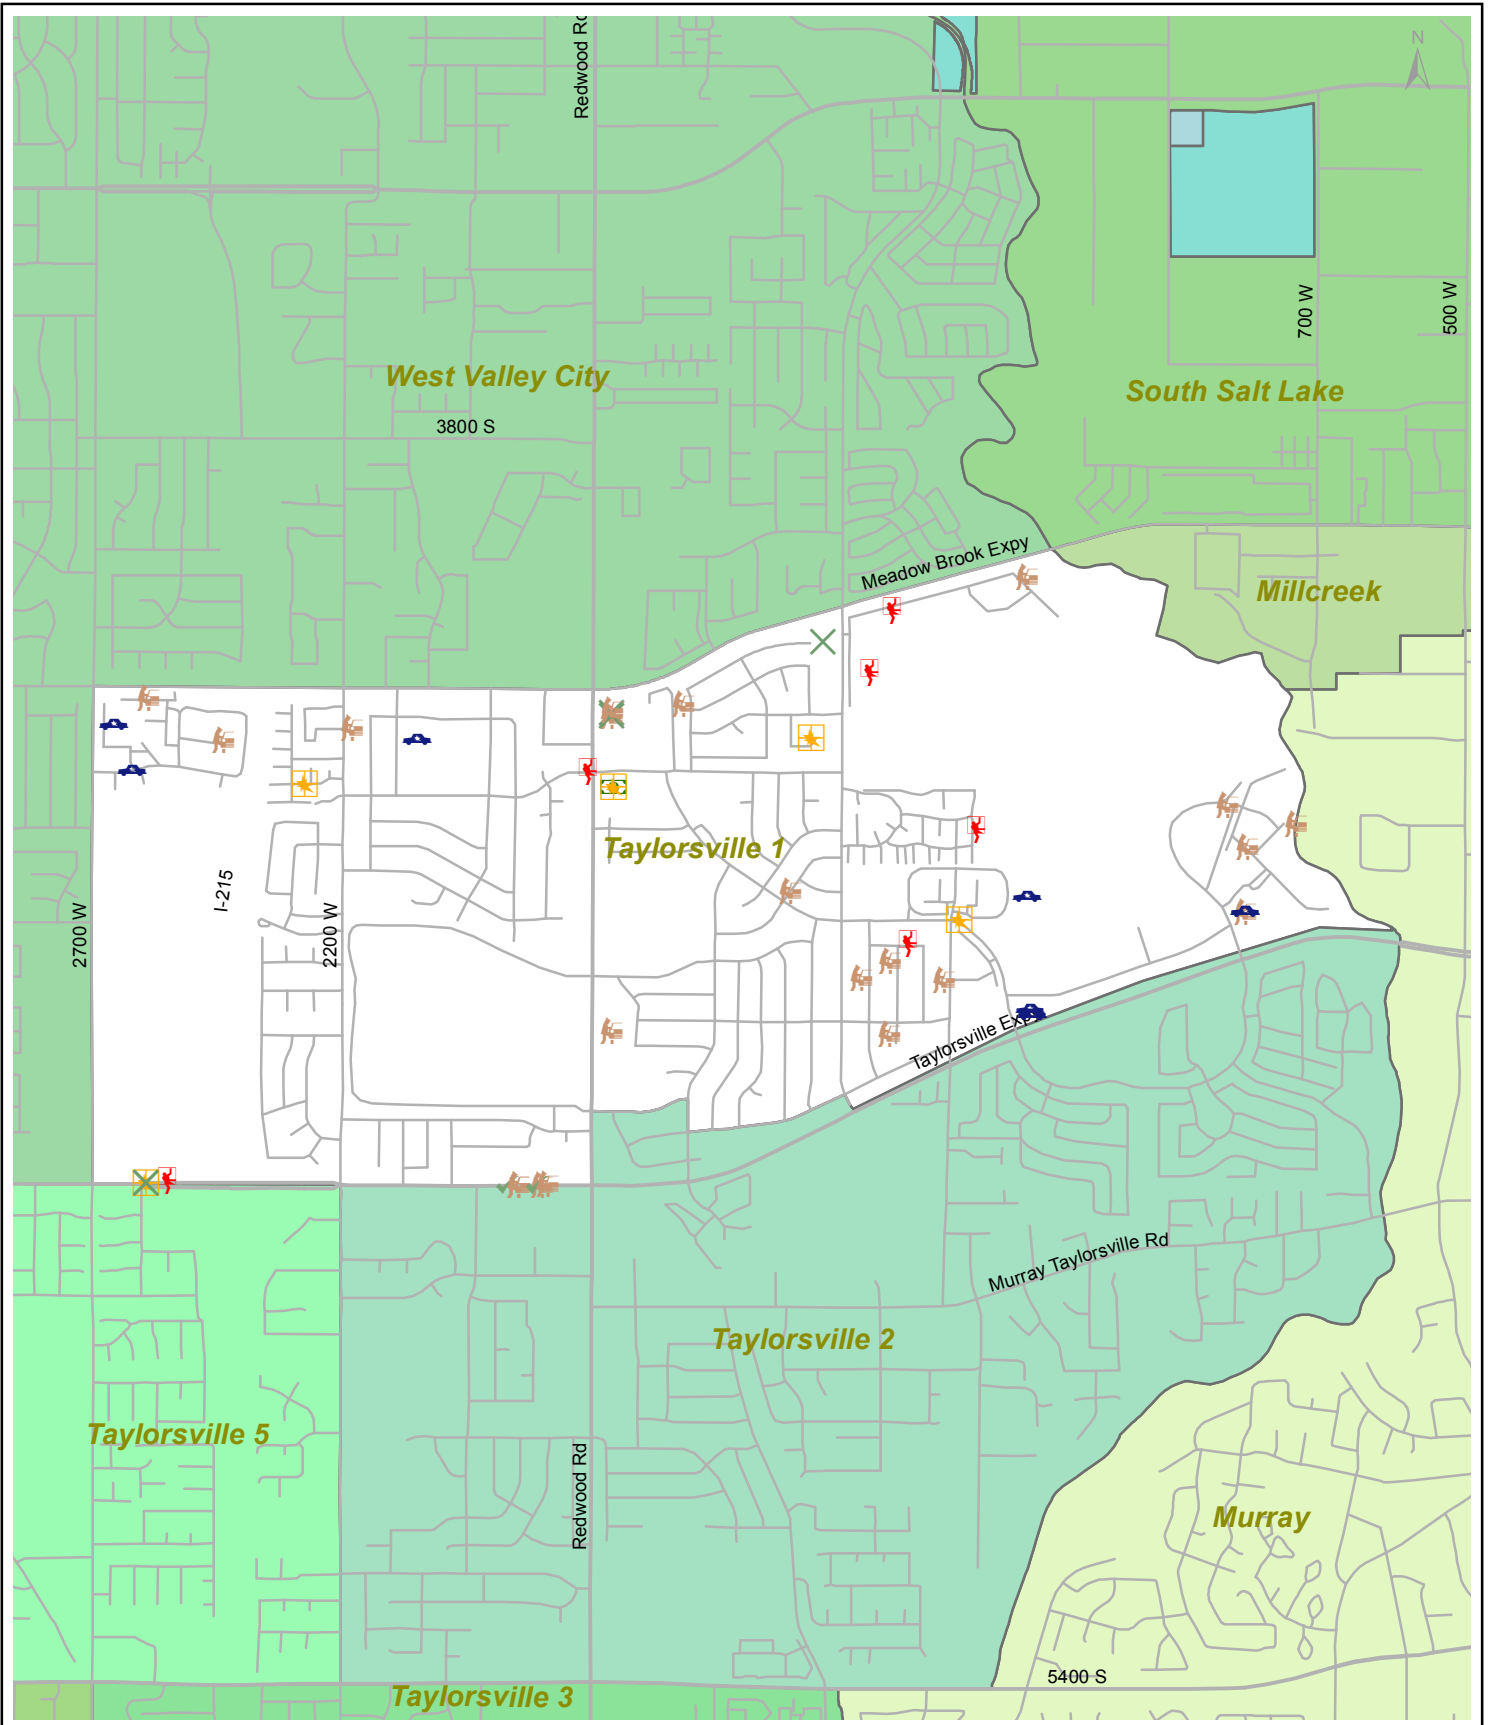 Redwood Rd
N
700 W
500 W
West Valley City
South Salt Lake
3800 S
Meadow Brook Expy
Millcreek
Taylorsville 1
I-215
2700 W
2200 W
Taylorsville Expy
Murray Taylorsville Rd
Taylorsville 2
Taylorsville 5
Redwood Rd
Murray
5400 S
Taylorsville 3